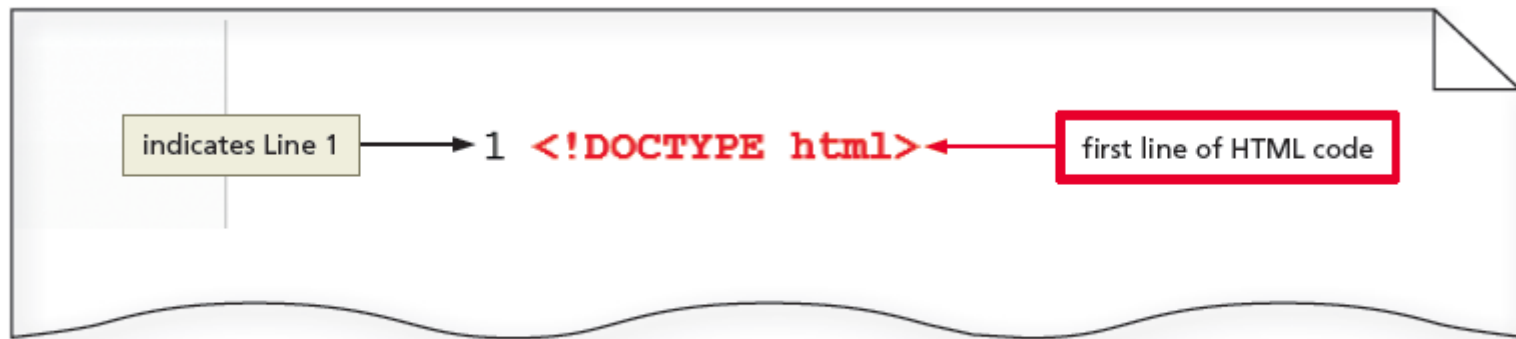 indicates Line 1
1 <!DOCTYPE html>
first line of HTML code